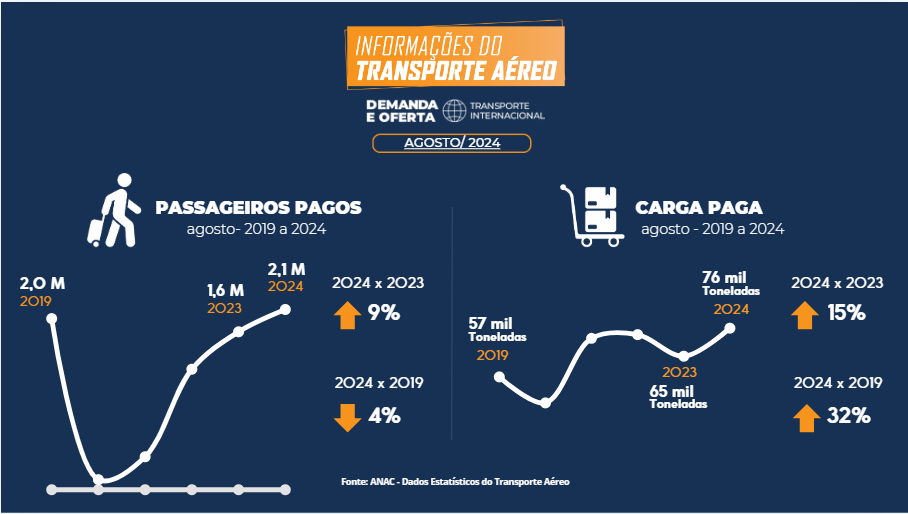 INFORMAÇÕES DO
TRANSPORTE AÉREO
DEMANDA
E OFERTA
TRANSPORTE
INTERNACIONAL
AGOSTO/ 2024
PASSAGEIROS PAGOS
agosto- 2019 a 2024
2,0 M
2019
1,6 M
2023
2,1 M
2024
2024 x 2023
9%
2024 x 2019
4%
CARGA PAGA
agosto - 2019 a 2024
57 mil
Toneladas
2019
2023
65 mil
Toneladas
76 mil
Toneladas
2024
2024 x 2023
15%
2024 x 2019
32%
Fonte: ANAC - Dados Estatísticos do Transporte Aéreo